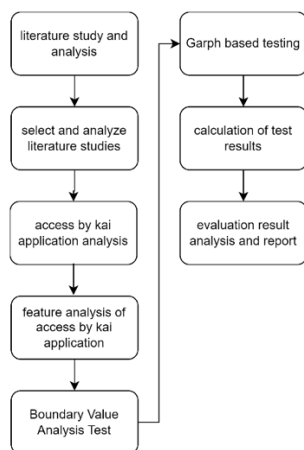 literature study and
analysis
select and analyze
literature studies
access by kai
application analysis
feature analysis of
access by kai
application
Boundary Value
Analysis Test
Garph based testing
calculation of test
results
evaluation result
analysis and report